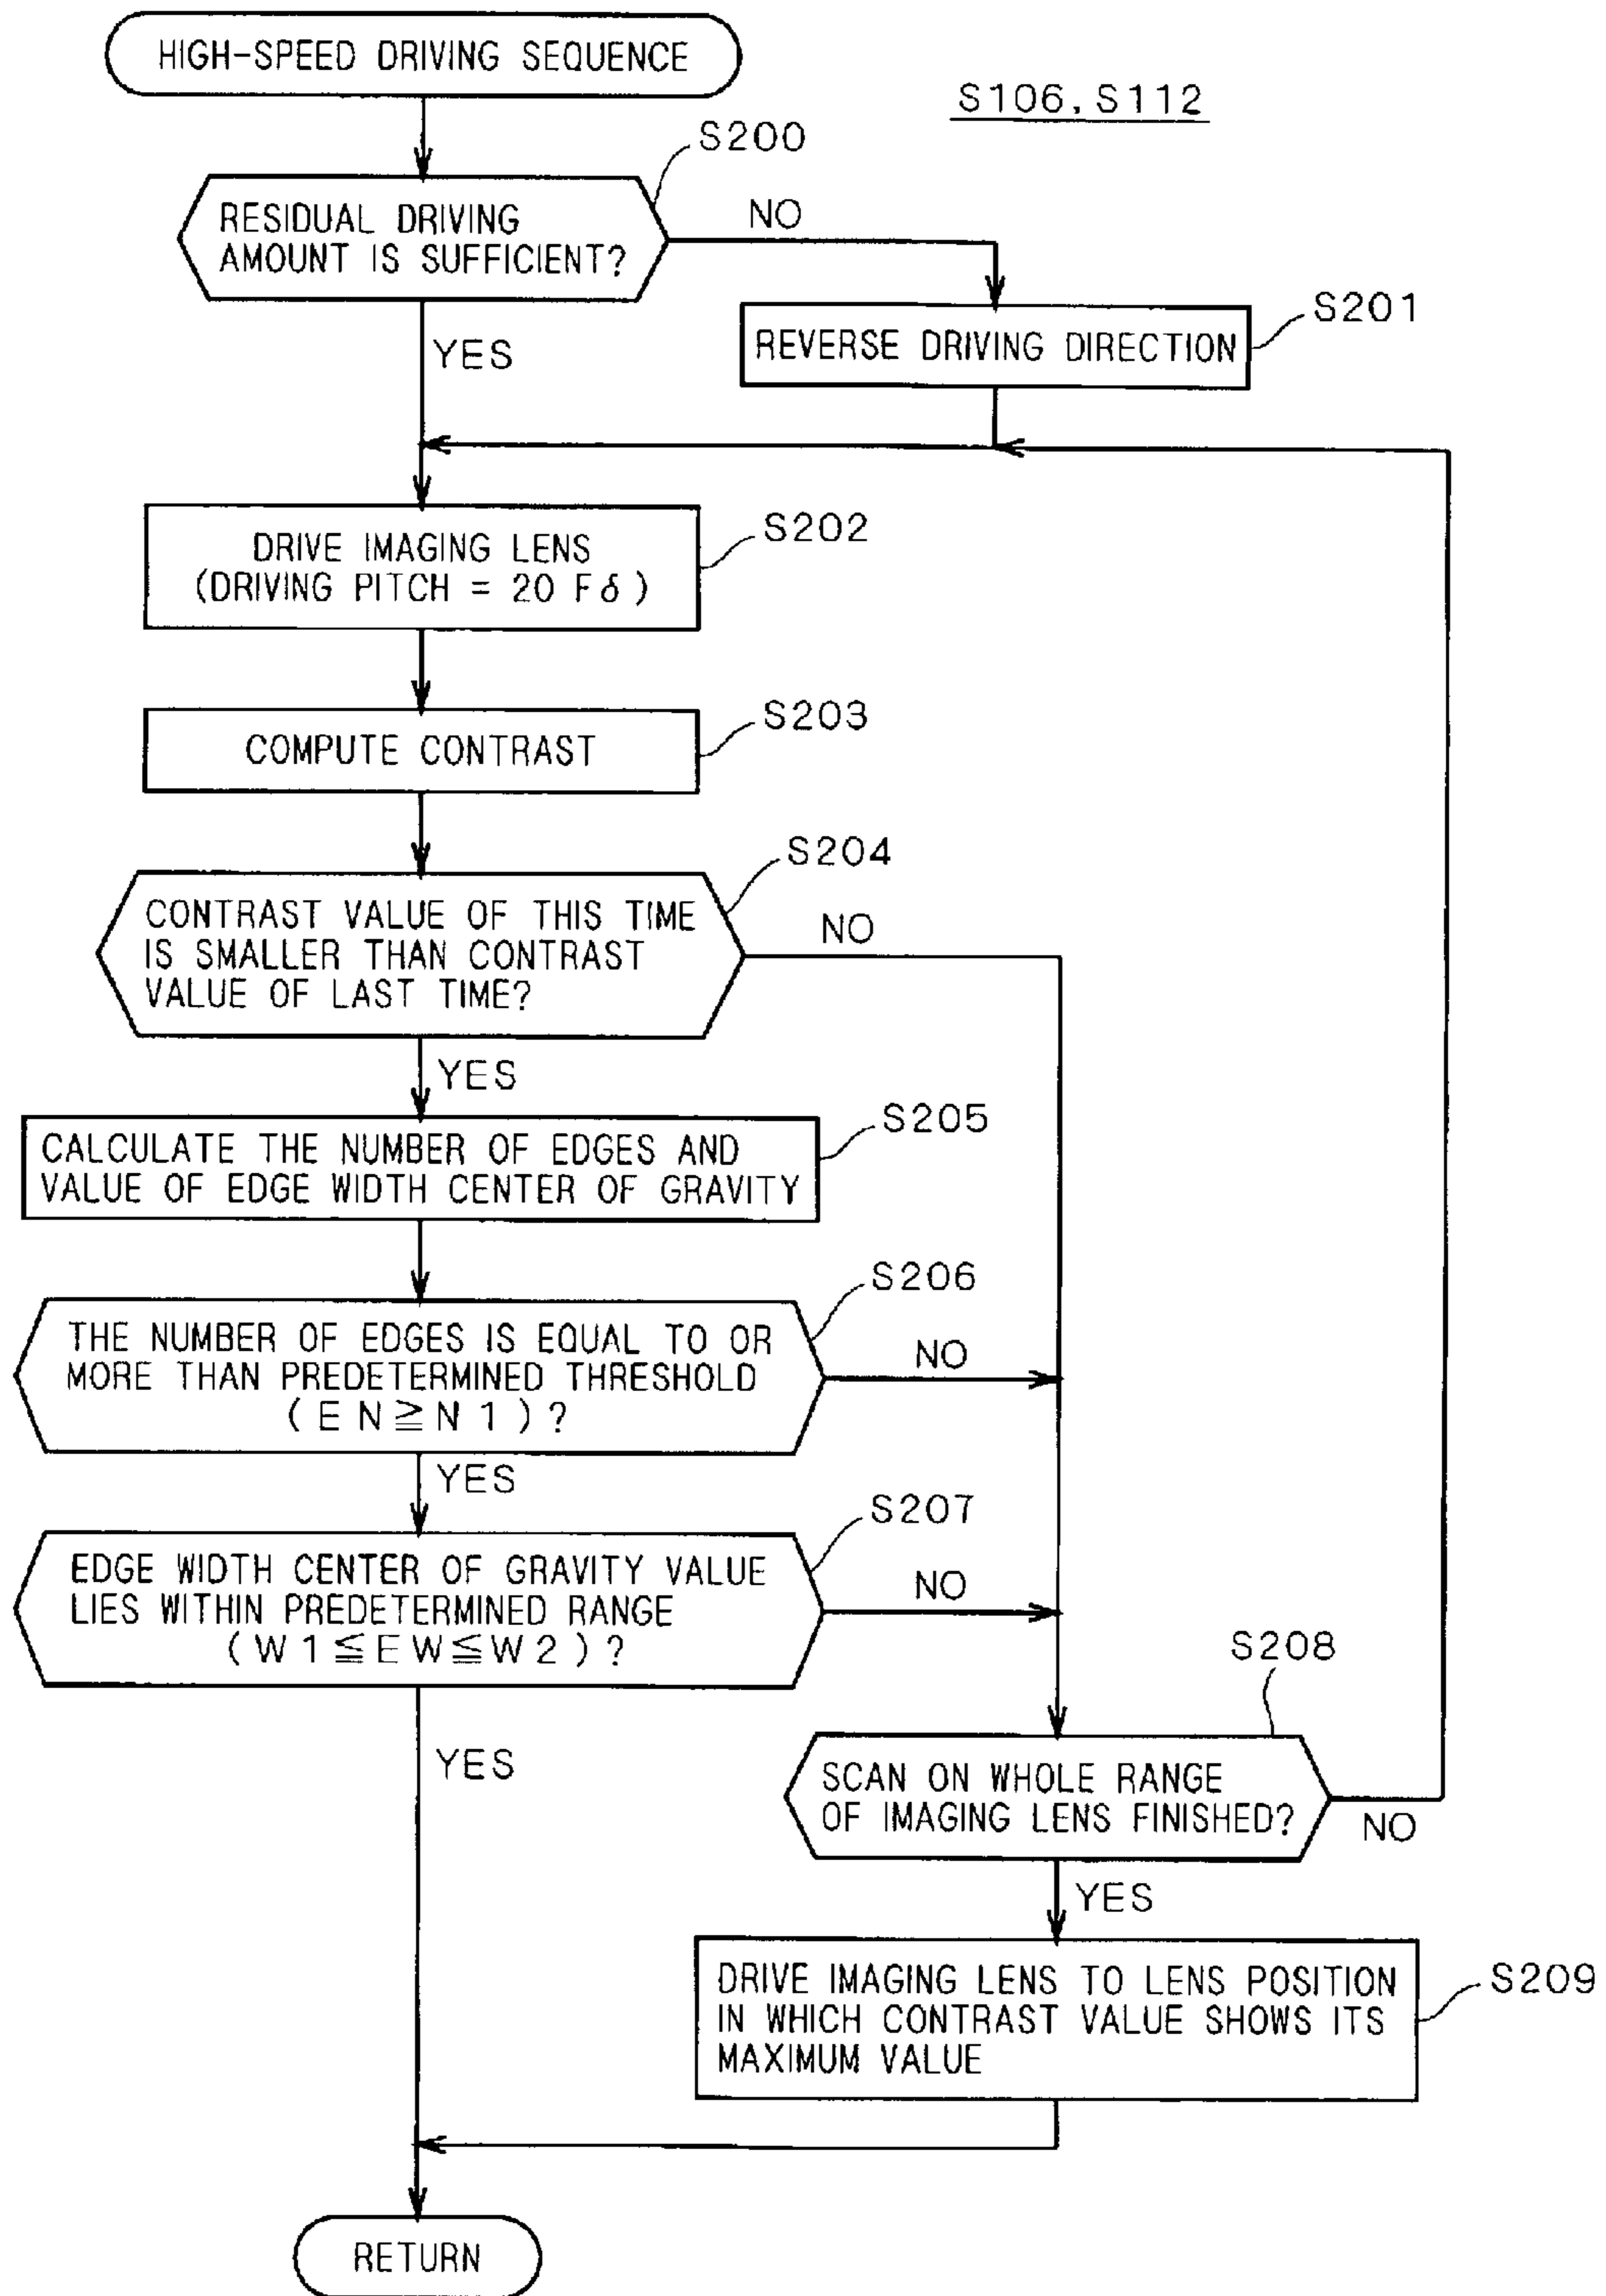 HIGH-SPEED DRIVING SEQUENCE
S106, S112
S200
RESIDUAL DRIVING
AMOUNT IS SUFFICIENT?
NO
S201
REVERSE DRIVING DIRECTION
YES
S202
DRIVE IMAGING LENS
(DRIVING PITCH = 20 Fδ)
S203
COMPUTE CONTRAST
S204
CONTRAST VALUE OF THIS TIME
IS SMALLER THAN CONTRAST
VALUE OF LAST TIME?
NO
YES
S205
CALCULATE THE NUMBER OF EDGES AND
VALUE OF EDGE WIDTH CENTER OF GRAVITY
S206
THE NUMBER OF EDGES IS EQUAL TO OR
MORE THAN PREDETERMINED THRESHOLD
(EN≧N1)?
NO
YES
S207
EDGE WIDTH CENTER OF GRAVITY VALUE
LIES WITHIN PREDETERMINED RANGE
(W1≦EW≦W2)?
NO
YES
S208
SCAN ON WHOLE RANGE
OF IMAGING LENS FINISHED?
NO
YES
S209
DRIVE IMAGING LENS TO LENS POSITION
IN WHICH CONTRAST VALUE SHOWS ITS
MAXIMUM VALUE
RETURN